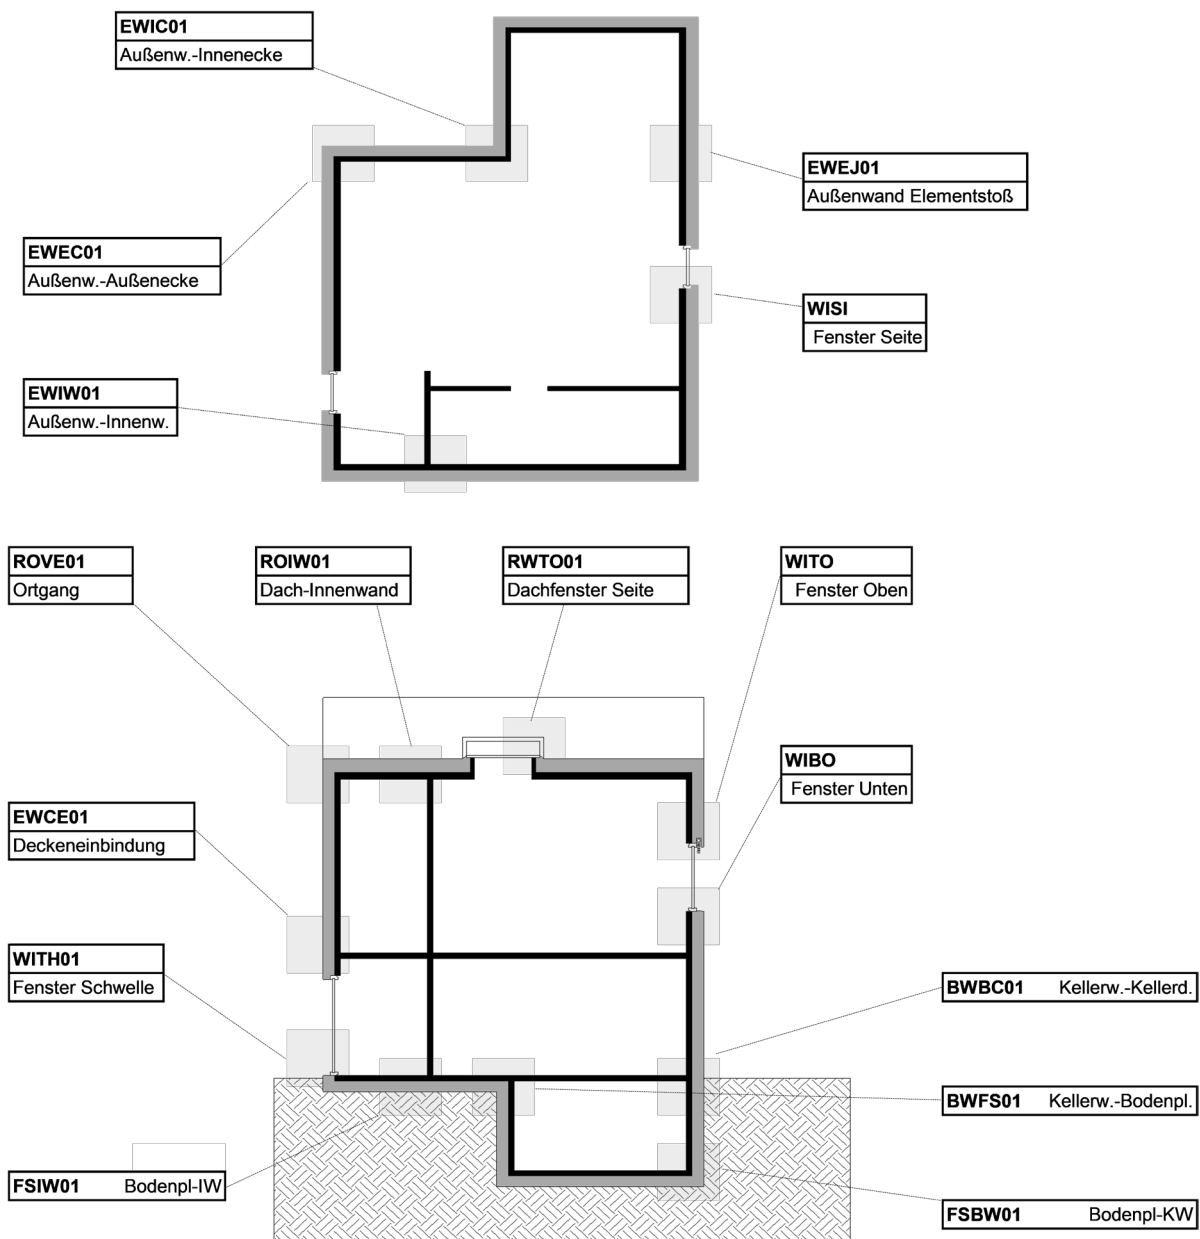 EWIC01
Außenw.-Innenecke
EWEJ01
Außenwand Elementstoß
EWEC01
Außenw.-Außenecke
WISI
Fenster Seite
EWIW01
Außenw.-Innenw.
ROVE01
Ortgang
ROIW01
Dach-Innenwand
RWTO01
Dachfenster Seite
WITO
Fenster Oben
WIBO
Fenster Unten
EWCE01
Deckeneinbindung
WITH01
Fenster Schwelle
BWBC01 Kellerw.-Kellerd.
BWFS01 Kellerw.-Bodenpl.
FSIW01 Bodenpl-IW
FSBW01 Bodenpl-KW